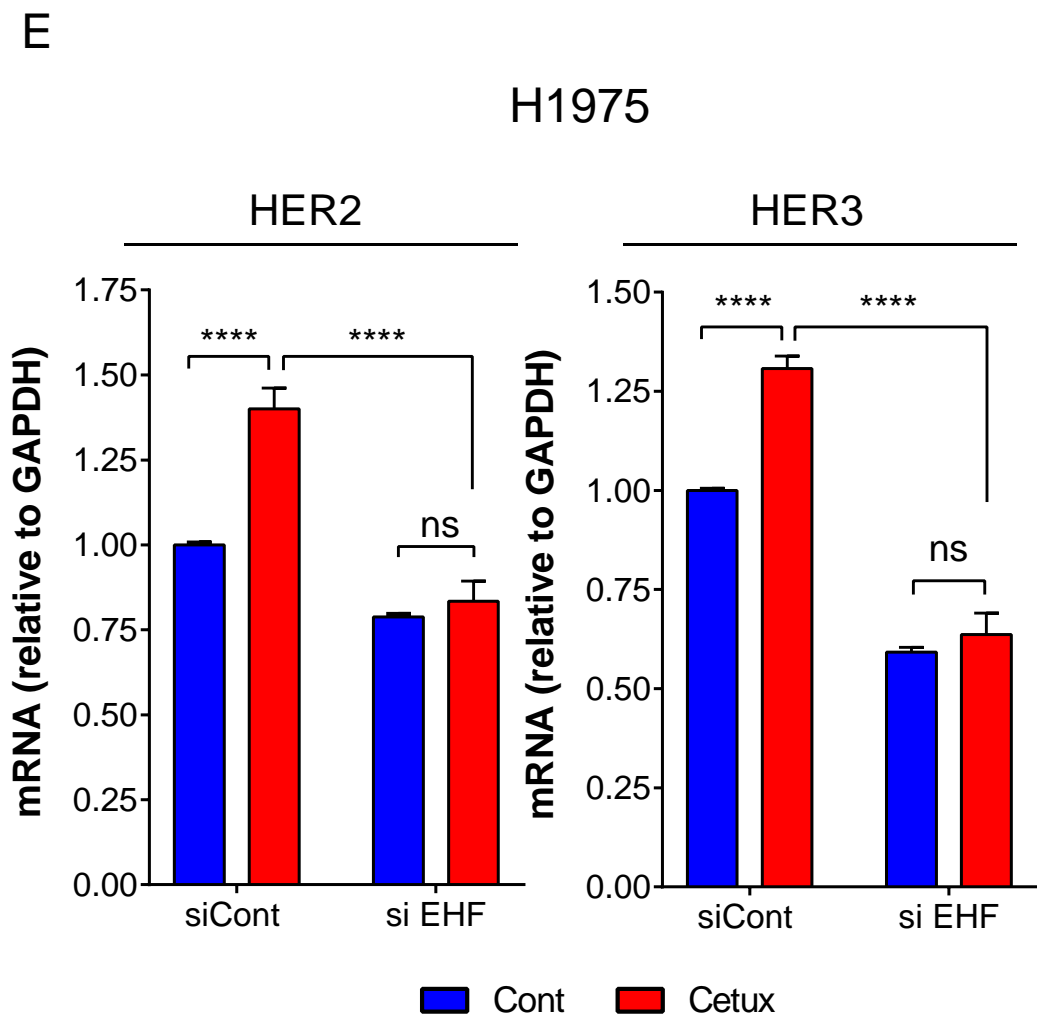 E
H1975
HER2
mRNA (relative to GAPDH)
1.75
1.50
1.25
1.00
0.75
0.50
0.25
0.00
****
****
ns
siCont
si EHF
HER3
mRNA (relative to GAPDH)
1.50
1.25
1.00
0.75
0.50
0.25
0.00
****
****
ns
siCont
si EHF
Cont
Cetux